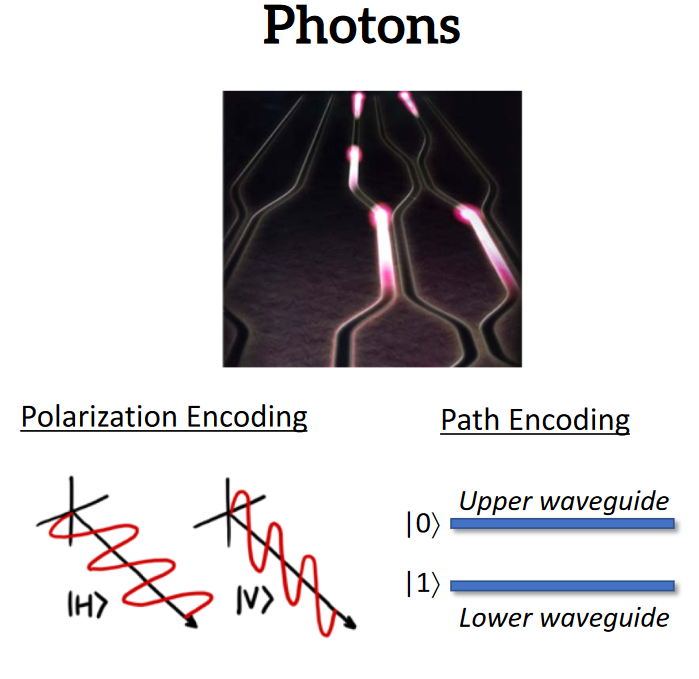 Photons
Polarization Encoding
Path Encoding
|H⟩
|V⟩
Upper waveguide
|0⟩
|1⟩
Lower waveguide